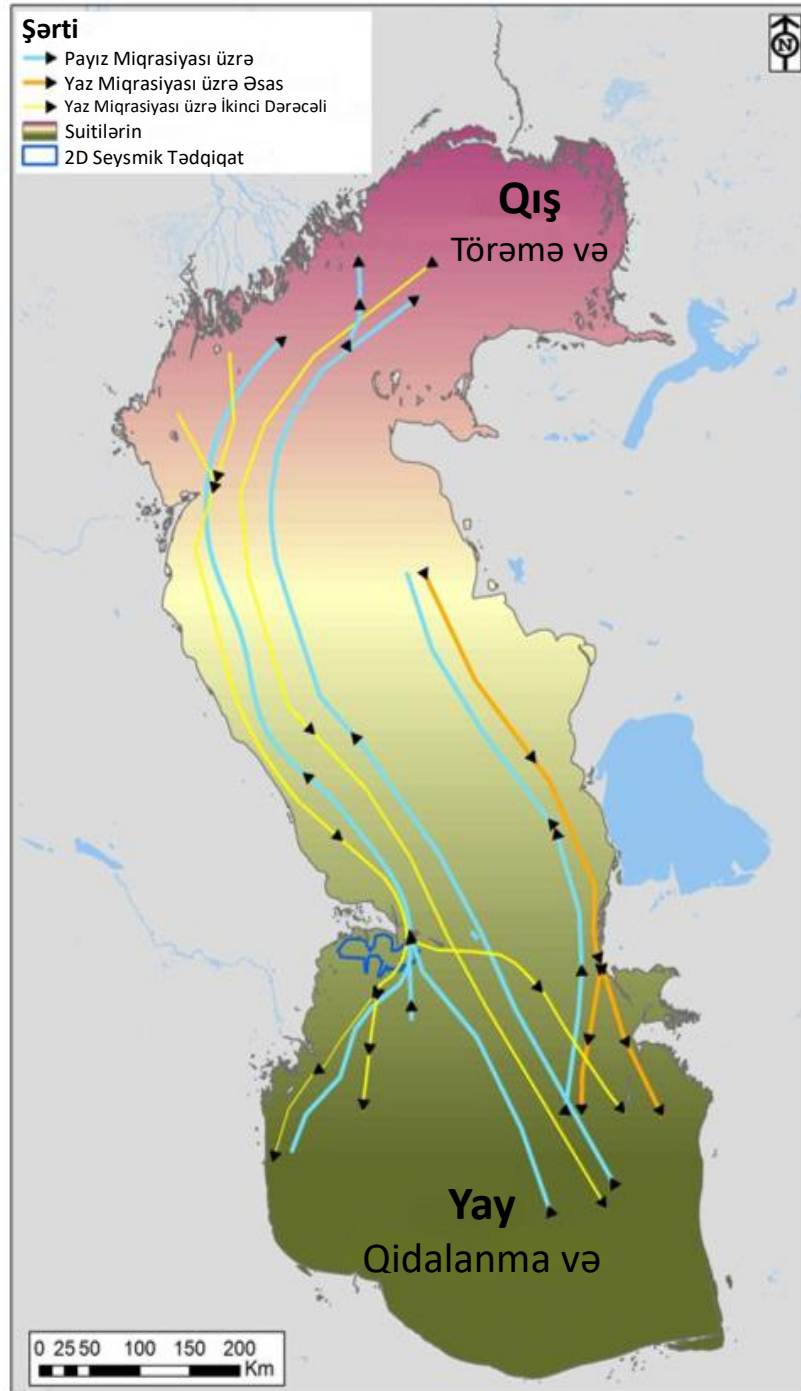 Şərti
Payız Miqrasiyası üzrə
Yaz Miqrasiyası üzrə Əsas
Yaz Miqrasiyası üzrə İkinci Dərəcəli
Suitilərin
2D Seysmik Tədqiqat
N
Qış
Törəmə və
Yay
Qidalanma və
0 25 50 100 150 200
Km